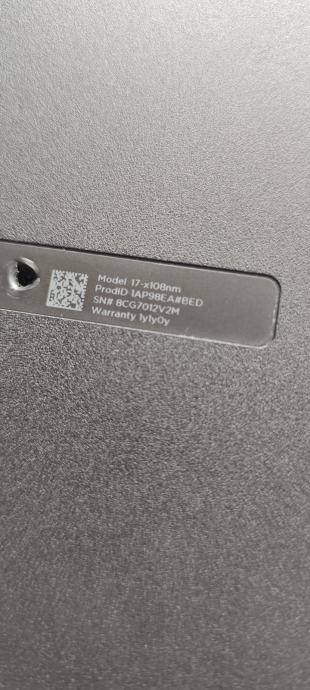 Model 17-x108nm
ProdID 1AP98EA#BED
SN# 8CG7012V2M
Warranty 1y1y0y